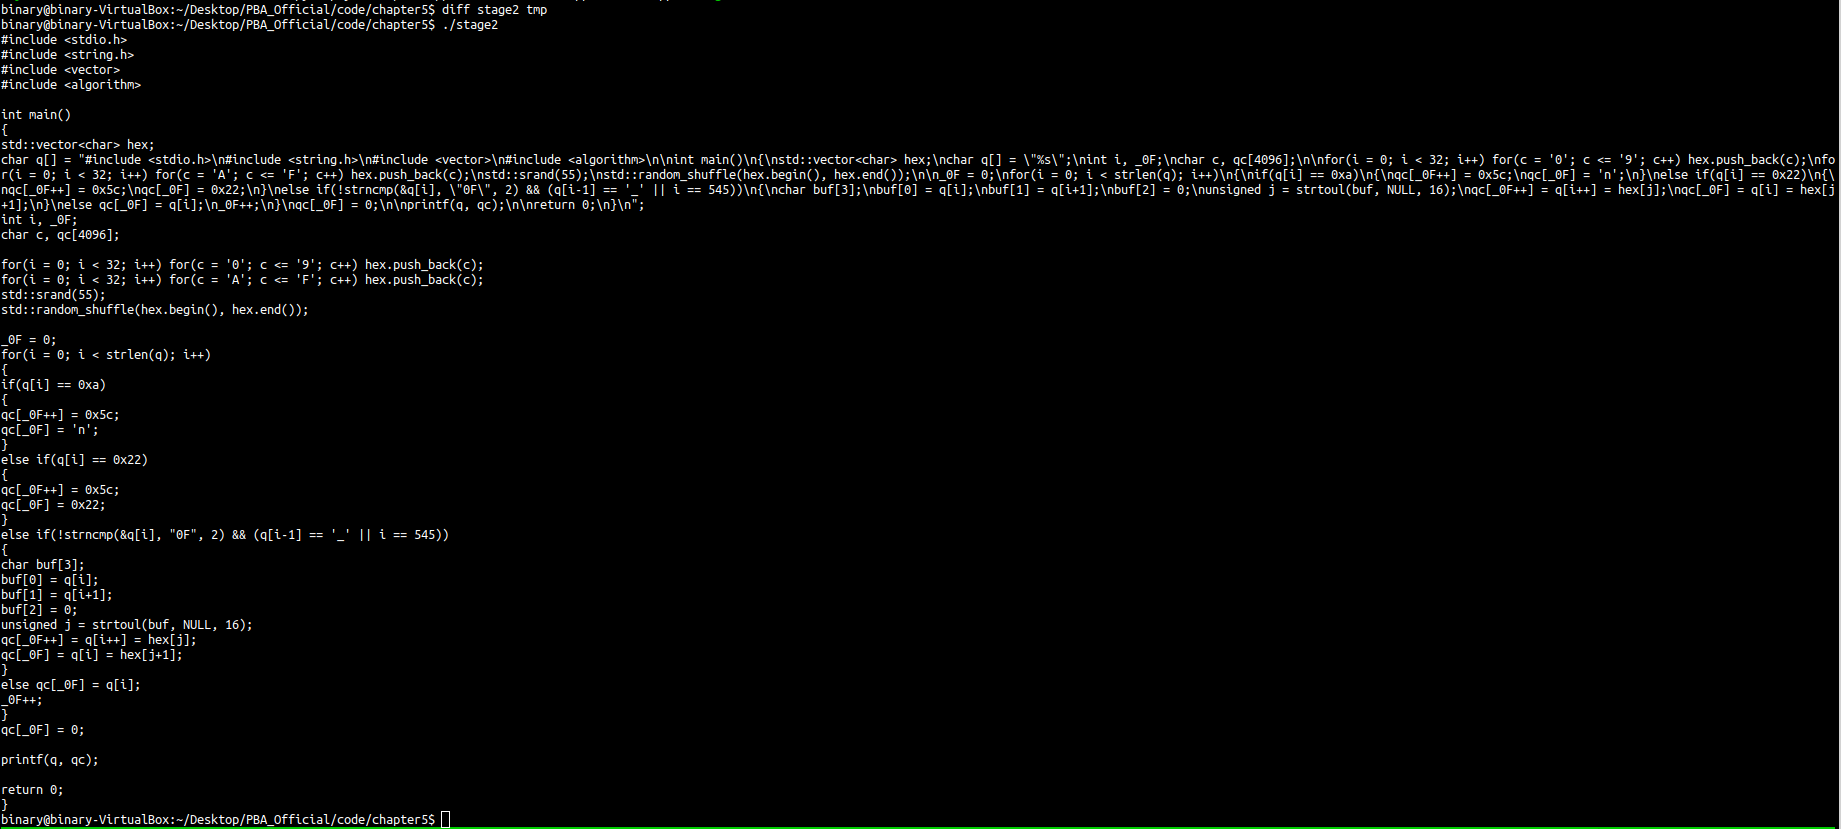 binary@binary-VirtualBox:~/Desktop/PBA_Official/code/chapter5$ diff stage2 tmp
binary@binary-VirtualBox:~/Desktop/PBA_Official/code/chapter5$ ./stage2
#include <stdio.h>
#include <string.h>
#include <vector>
#include <algorithm>
int main()
{
std::vector<char> hex;
char q[] = "#include <stdio.h>\n#include <string.h>\n#include <vector>\n#include <algorithm>\n\nint main()\n{\nstd::vector<char> hex;\nchar q[] = \"%s\";\nint i, _0F;\nchar c, qc[4096];\n\nfor(i = 0; i < 32; i++) for(c = '0'; c <= '9'; c++) hex.push_back(c);\nfo
r(i = 0; i < 32; i++) for(c = 'A'; c <= 'F'; c++) hex.push_back(c);\nstd::srand(55);\nstd::random_shuffle(hex.begin(), hex.end());\n\n_0F = 0;\nfor(i = 0; i < strlen(q); i++)\n{\nif(q[i] == 0xa)\n{\nqc[_0F++] = 0x5c;\nqc[_0F] = 'n';\n}\nelse if(q[i] == 0x22)\n{\
nqc[_0F++] = 0x5c;\nqc[_0F] = 0x22;\n}\nelse if(!strncmp(&q[i], \"0F\", 2) && (q[i-1] == '_' || i == 545))\n{\nchar buf[3];\nbuf[0] = q[i];\nbuf[1] = q[i+1];\nbuf[2] = 0;\nunsigned j = strtoul(buf, NULL, 16);\nqc[_0F++] = q[i++] = hex[j];\nqc[_0F] = q[i] = hex[j
+1];\n}\nelse qc[_0F] = q[i];\n_0F++;\n}\nqc[_0F] = 0;\n\nprintf(q, qc);\n\nreturn 0;\n}\n";
int i, _0F;
char c, qc[4096];
for(i = 0; i < 32; i++) for(c = '0'; c <= '9'; c++) hex.push_back(c);
for(i = 0; i < 32; i++) for(c = 'A'; c <= 'F'; c++) hex.push_back(c);
std::srand(55);
std::random_shuffle(hex.begin(), hex.end());
_0F = 0;
for(i = 0; i < strlen(q); i++)
{
if(q[i] == 0xa)
{
qc[_0F++] = 0x5c;
qc[_0F] = 'n';
}
else if(q[i] == 0x22)
{
qc[_0F++] = 0x5c;
qc[_0F] = 0x22;
}
else if(!strncmp(&q[i], "0F", 2) && (q[i-1] == '_' || i == 545))
{
char buf[3];
buf[0] = q[i];
buf[1] = q[i+1];
buf[2] = 0;
unsigned j = strtoul(buf, NULL, 16);
qc[_0F++] = q[i++] = hex[j];
qc[_0F] = q[i] = hex[j+1];
}
else qc[_0F] = q[i];
_0F++;
}
qc[_0F] = 0;
printf(q, qc);
return 0;
}
binary@binary-VirtualBox:~/Desktop/PBA_Official/code/chapter5$